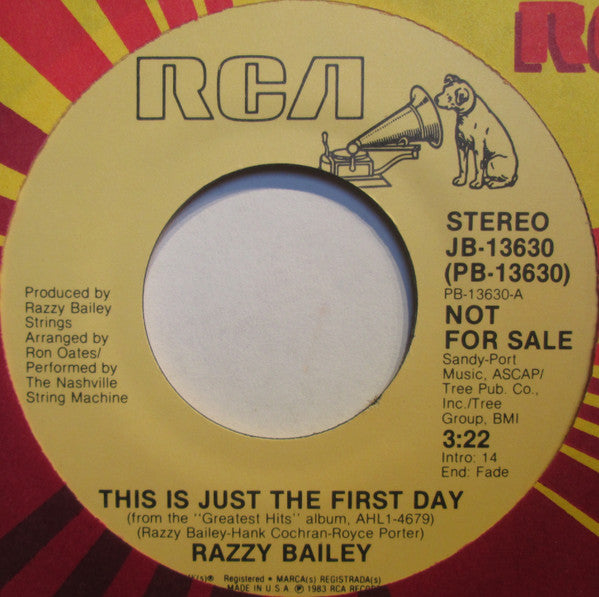 RCA
STEREO
JB-13630
(PB-13630)
PB-13630-A
NOT
FOR SALE
Sandy-Port
Music, ASCAP/
Tree Pub. Co.,
Inc./Tree
Group, BMI
3:22
Intro: 14
End: Fade
Produced by
Razzy Bailey
Strings
Arranged by
Ron Oates/
Performed by
The Nashville
String Machine
THIS IS JUST THE FIRST DAY
(from the "Greatest Hits" album, AHL1-4679)
(Razzy Bailey-Hank Cochran-Royce Porter)
RAZZY BAILEY
(s)® Registered • MARCA(s) REGISTRADA(s)
MADE IN U.S.A. ℗ 1983 RCA RECOR